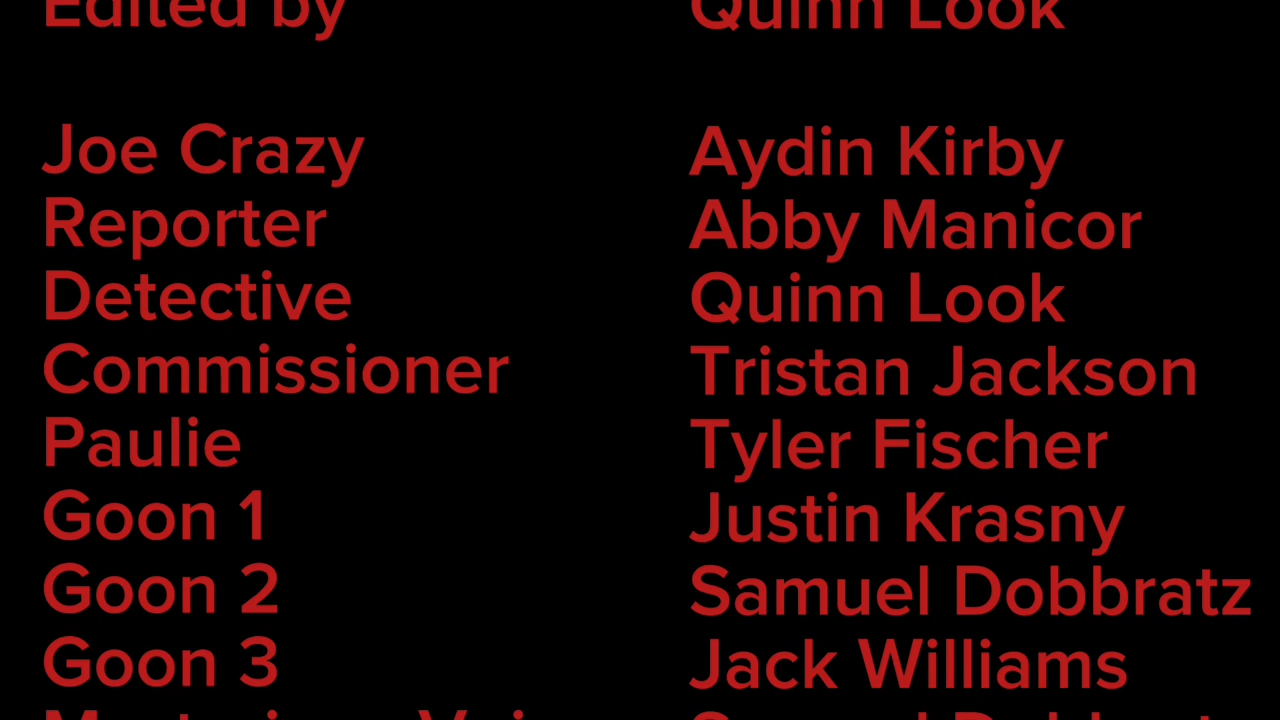 Edited by Quinn Look
Joe Crazy Aydin Kirby
Reporter Abby Manicor
Detective Quinn Look
Commissioner Tristan Jackson
Paulie Tyler Fischer
Goon 1 Justin Krasny
Goon 2 Samuel Dobbratz
Goon 3 Jack Williams